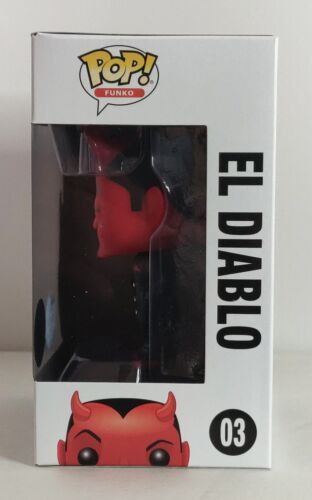 POP!
FUNKO
EL DIABLO
03